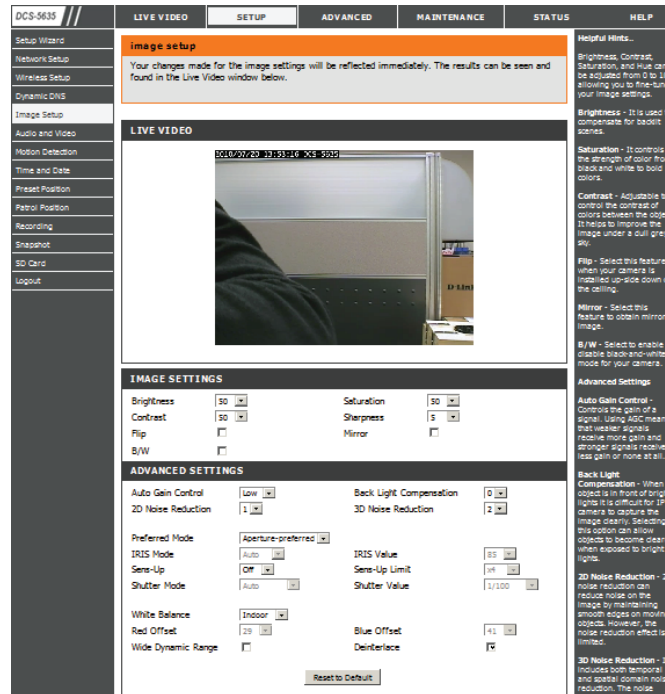 DCS-5635
LIVE VIDEO SETUP ADVANCED MAINTENANCE STATUS HELP
Setup Wizard
Network Setup
Wireless Setup
Dynamic DNS
Image Setup
Audio and Video
Motion Detection
Time and Date
Preset Position
Patrol Position
Recording
Snapshot
SD Card
Logout
image setup
Your changes made for the image settings will be reflected immediately. The results can be seen and
found in the Live Video window below.
LIVE VIDEO
2010/07/20 13:53:16 DCS-5635
D-Lin
IMAGE SETTINGS
Brightness 50 Saturation 50
Contrast 50 Sharpness 5
Flip Mirror
B/W
ADVANCED SETTINGS
Auto Gain Control Low Back Light Compensation 0
2D Noise Reduction 1 3D Noise Reduction 2
Preferred Mode Aperture-preferred
IRIS Mode Auto IRIS Value 85
Sens-Up Off Sens-Up Limit x4
Shutter Mode Auto Shutter Value 1/100
White Balance Indoor
Red Offset 29 Blue Offset 41
Wide Dynamic Range Deinterlace
Reset to Default
Helpful Hints..
Brightness, Contrast,
Saturation, and Hue can
be adjusted from 0 to
allowing you to fine-tun
your image settings.
Brightness - It is used
compensate for backlit
scenes.
Saturation - It controls
the strength of color fro
black and white to bold
colors.
Contrast - Adjustable to
control the contrast of
colors between the obje
It helps to improve the
image under a dull
sky.
Flip - Select this feature
when your camera is
installed up-side down
the ceiling.
Mirror - Select this
feature to obtain mirror
image.
B/W - Select to enable
disable black-and-white
mode for your camera.
Advanced Settings
Auto Gain Control -
Controls the gain of a
signal. Using AGC mean
that weaker signals
receive more gain and
stronger signals receive
less gain or none at all.
Back Light
Compensation - When
object is in front of brigh
lights it is difficult for IP
camera to capture the
image clearly. Selecting
this option can allow
objects to become clear
when exposed to bright
lights.
2D Noise Reduction - 2
noise reduction can
reduce noise on the
image by maintaining
smooth edges on movin
objects. However, the
noise reduction effect is
limited.
3D Noise Reduction -
includes both temporal
and spatial domain nois
reduction. The noise